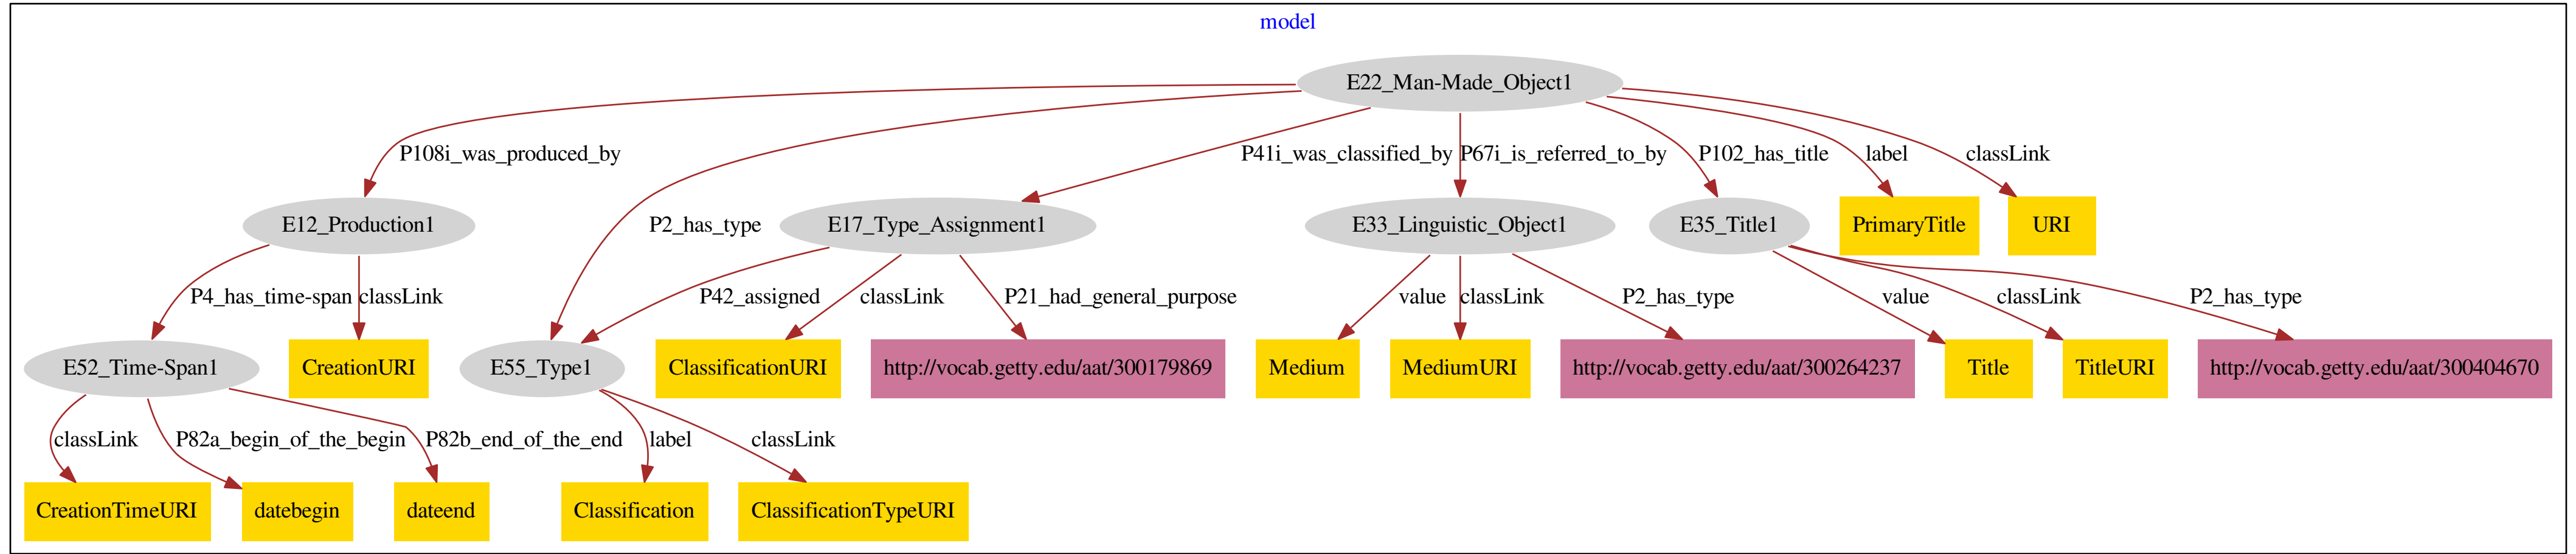 model
E22_Man-Made_Object1
P108i_was_produced_by
P41i_was_classified_by
P67i_is_referred_to_by
P102_has_title
label
classLink
E12_Production1
P2_has_type
E17_Type_Assignment1
E33_Linguistic_Object1
E35_Title1
PrimaryTitle
URI
P4_has_time-span
classLink
P42_assigned
classLink
P21_had_general_purpose
value
classLink
P2_has_type
value
classLink
P2_has_type
E52_Time-Span1
CreationURI
E55_Type1
ClassificationURI
http://vocab.getty.edu/aat/300179869
Medium
MediumURI
http://vocab.getty.edu/aat/300264237
Title
TitleURI
http://vocab.getty.edu/aat/300404670
classLink
P82a_begin_of_the_begin
P82b_end_of_the_end
label
classLink
CreationTimeURI
datebegin
dateend
Classification
ClassificationTypeURI